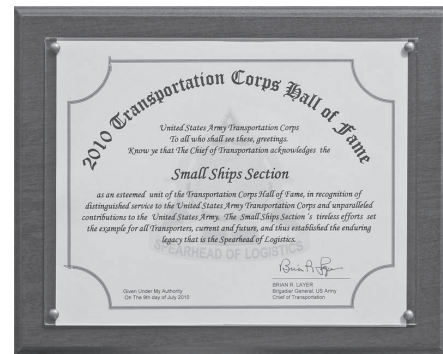 2010 Transportation Corps Hall of Fame
United States Army Transportation Corps
To all who shall see these, greetings.
Know ye that The Chief of Transportation acknowledges the
Small Ships Section
as an esteemed unit of the Transportation Corps Hall of Fame, in recognition of
distinguished service to the United States Army Transportation Corps and unparalleled
contributions to the United States Army. The Small Ships Section's tireless efforts set
the example for all Transporters, current and future, and thus established the enduring
legacy that is the Spearhead of Logistics.
SPEARHEAD OF LOGISTICS
Given Under My Authority
On The 9th day of July 2010
BRIAN R. LAYER
Brigadier General, US Army
Chief of Transportation